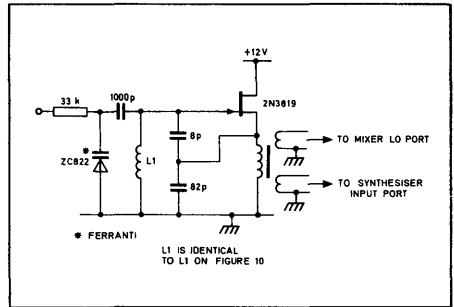 +12V
33 k
1000p
2N3819
*
ZC822
8p
L1
82p
TO MIXER LO PORT
TO SYNTHESISER
INPUT PORT
* FERRANTI
L1 IS IDENTICAL
TO L1 ON FIGURE 10